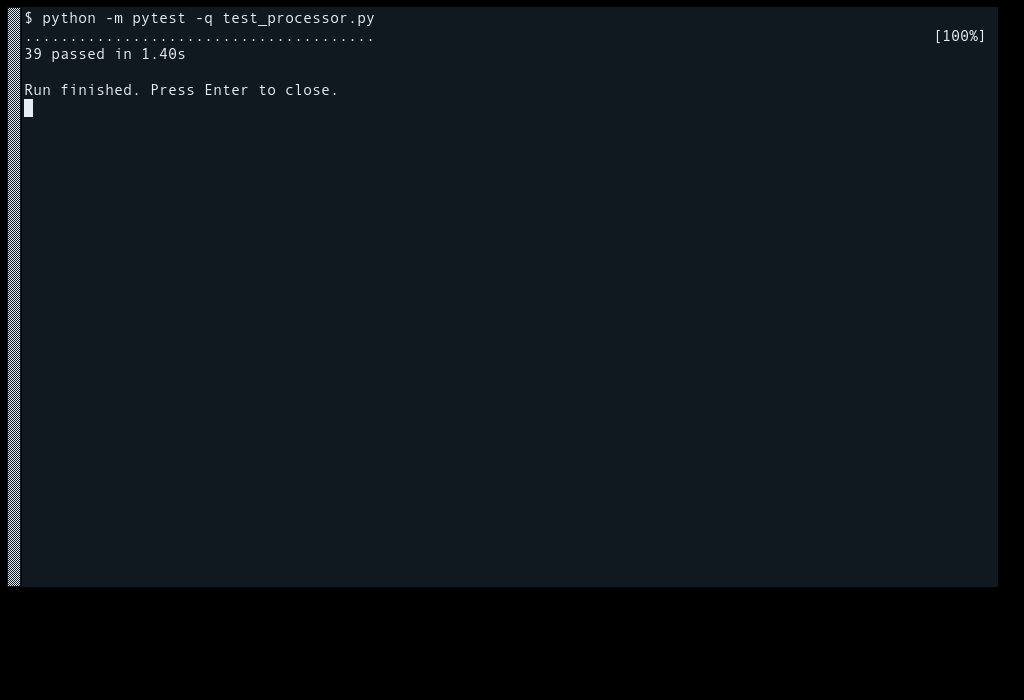 $ python -m pytest -q test_processor.py
....................................... [100%]
39 passed in 1.40s
Run finished. Press Enter to close.